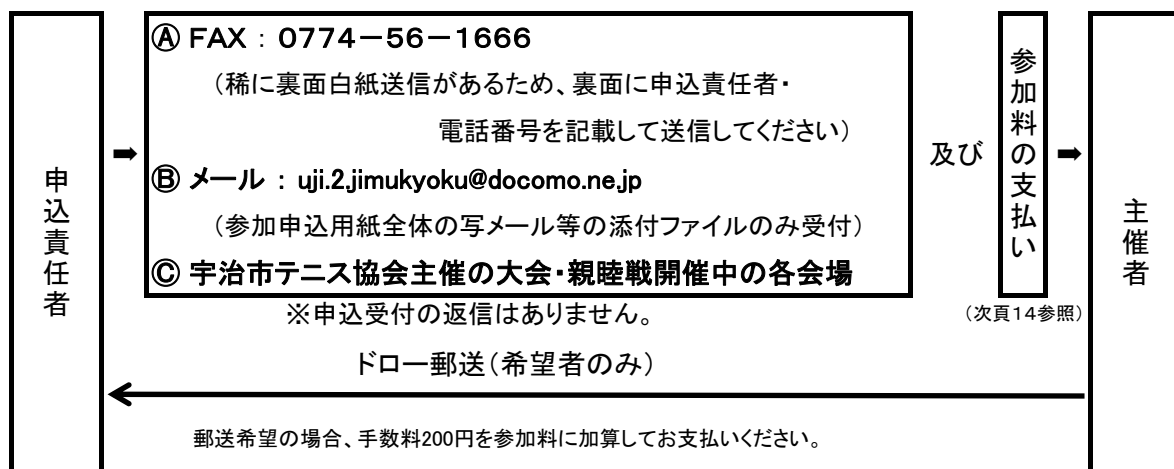 申込責任者
➡
Ⓐ FAX : 0774－56－1666
(稀に裏面白紙送信があるため、裏面に申込責任者・
電話番号を記載して送信してください)
Ⓑ メール : uji.2.jimukyoku@docomo.ne.jp
(参加申込用紙全体の写メール等の添付ファイルのみ受付)
Ⓒ 宇治市テニス協会主催の大会・親睦戦開催中の各会場
※申込受付の返信はありません。
及び
参加料の支払い
➡
(次頁14参照)
主催者
ドロー郵送(希望者のみ)
郵送希望の場合、手数料200円を参加料に加算してお支払いください。